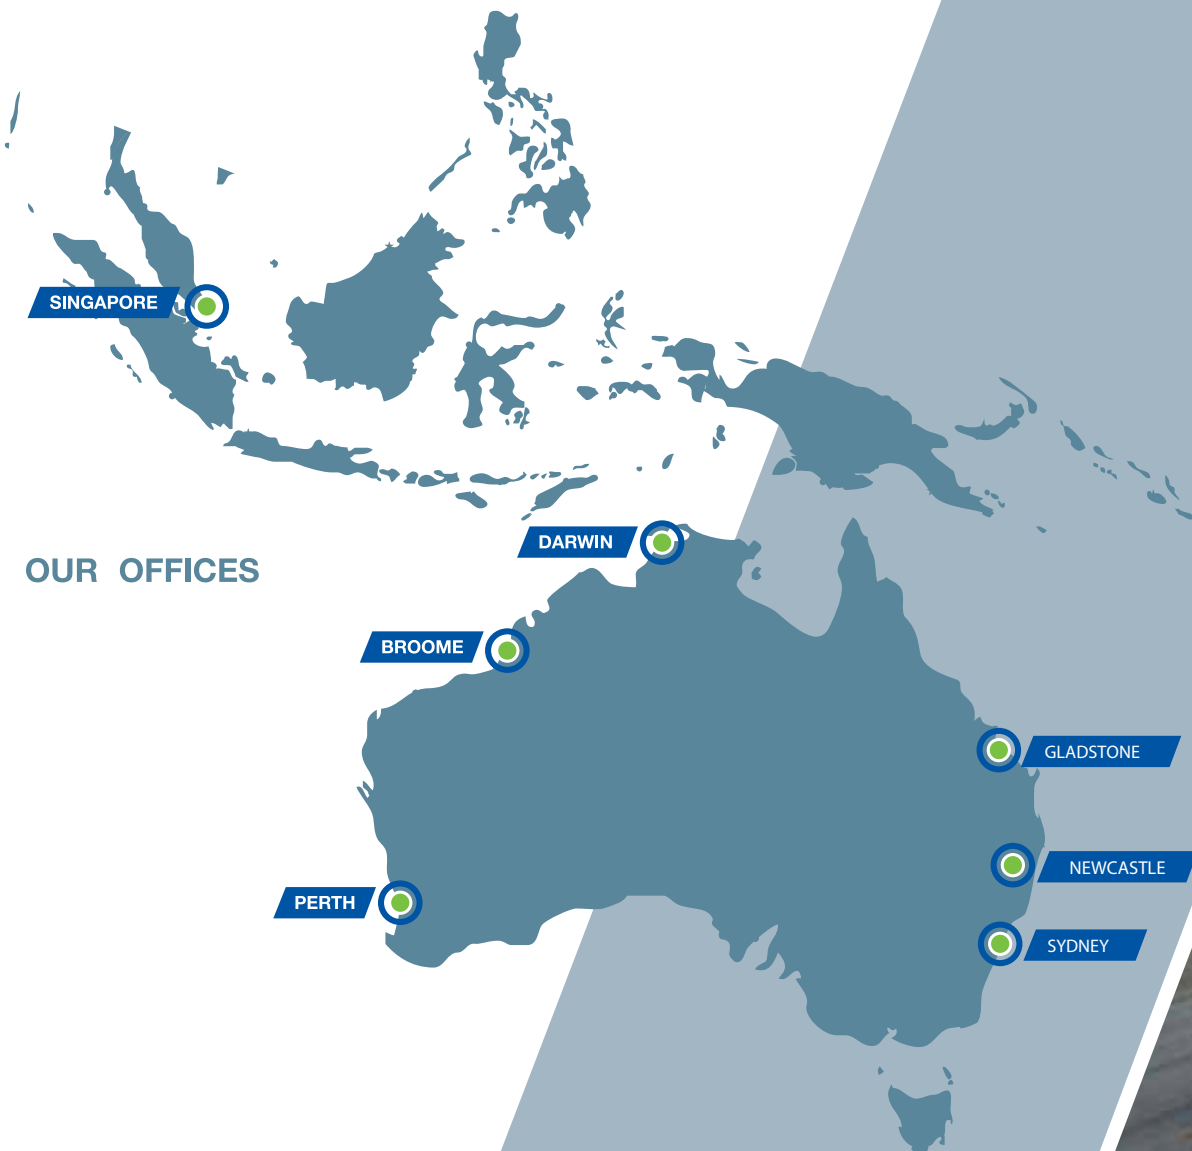 SINGAPORE
DARWIN
OUR OFFICES
BROOME
GLADSTONE
NEWCASTLE
PERTH
SYDNEY